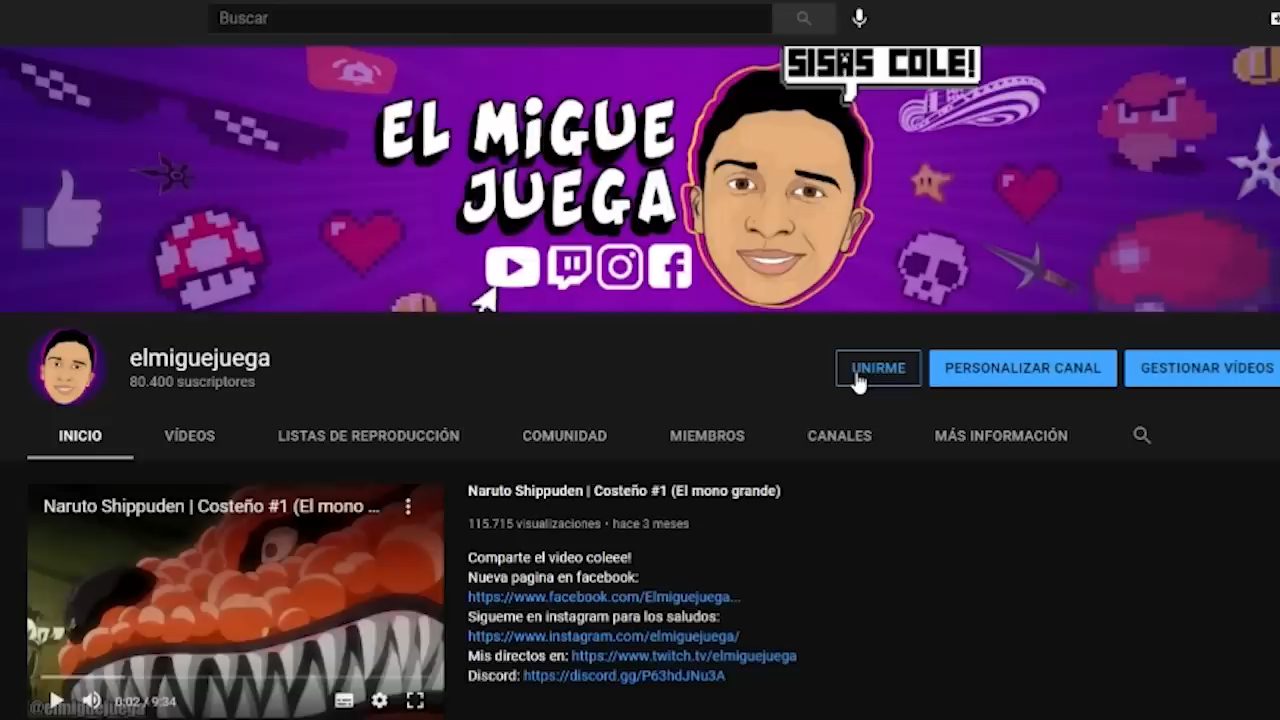 Buscar
SISAS COLE!
EL MiGUE
JUEGA
elmiguejuega
80.400 suscriptores
UNIRME
PERSONALIZAR CANAL
GESTIONAR VÍDEOS
INICIO
VÍDEOS
LISTAS DE REPRODUCCIÓN
COMUNIDAD
MIEMBROS
CANALES
MÁS INFORMACIÓN
Naruto Shippuden | Costeño #1 (El mono ...
0:02 / 9:34
@elmiguejuega
Naruto Shippuden | Costeño #1 (El mono grande)
115.715 visualizaciones • hace 3 meses
Comparte el video coleee!
Nueva pagina en facebook:
https://www.facebook.com/Elmiguejuega...
Sigueme en instagram para los saludos:
https://www.instagram.com/elmiguejuega/
Mis directos en: https://www.twitch.tv/elmiguejuega
Discord: https://discord.gg/P63hdJNu3A